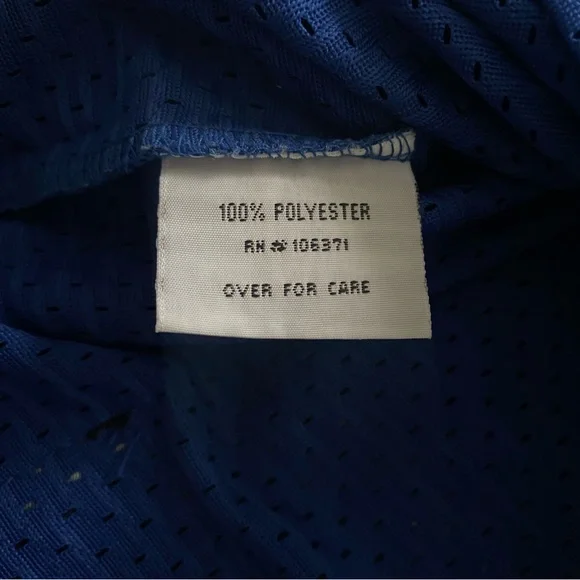 100% POLYESTER
RN # 106371
OVER FOR CARE